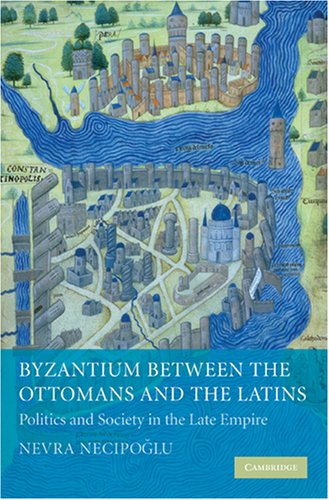 CONSTAN
TINOPOLIS
BYZANTIUM BETWEEN THE
OTTOMANS AND THE LATINS
Politics and Society in the Late Empire
NEVRA NECIPOĞLU
CAMBRIDGE